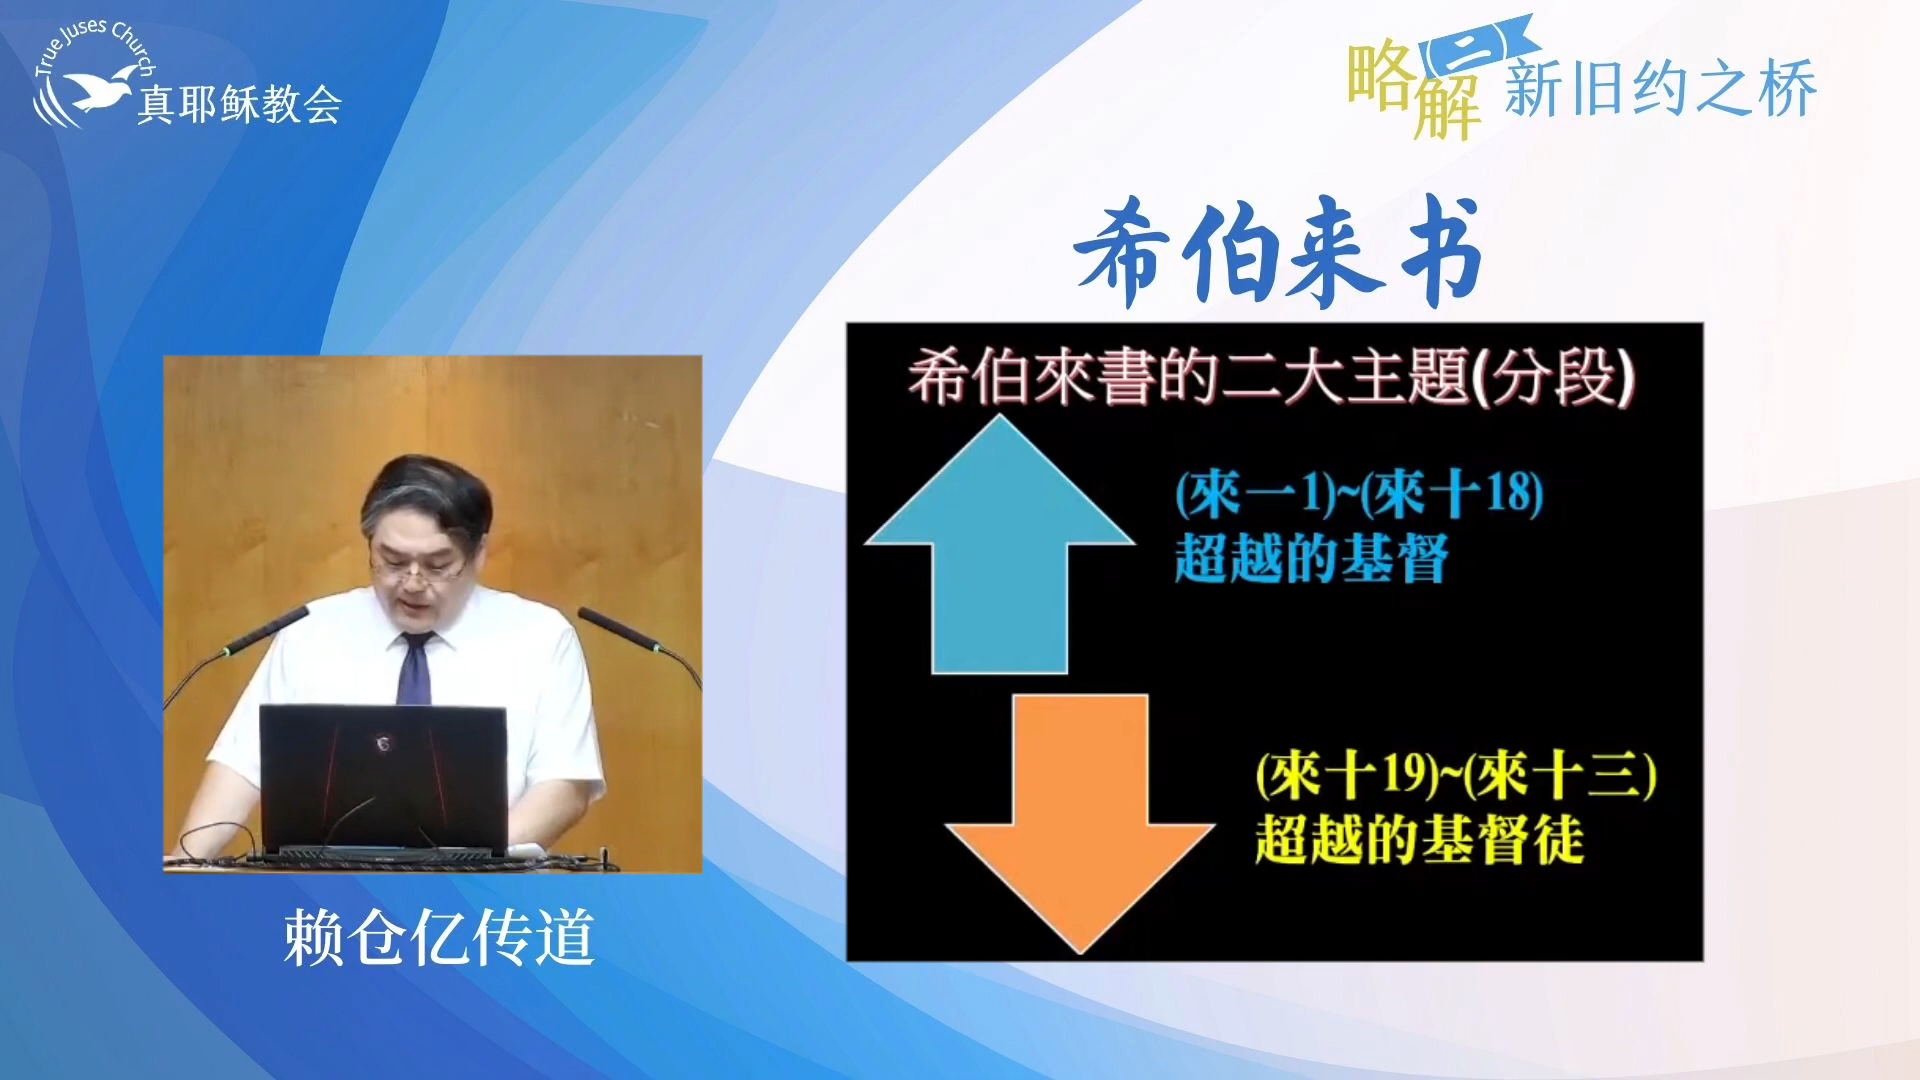 True Juses Church
真耶稣教会
略解二
新旧约之桥
希伯来书
希伯來書的二大主題(分段)
(來一1)~(來十18)
超越的基督
(來十19)~(來十三)
超越的基督徒
赖仓亿传道